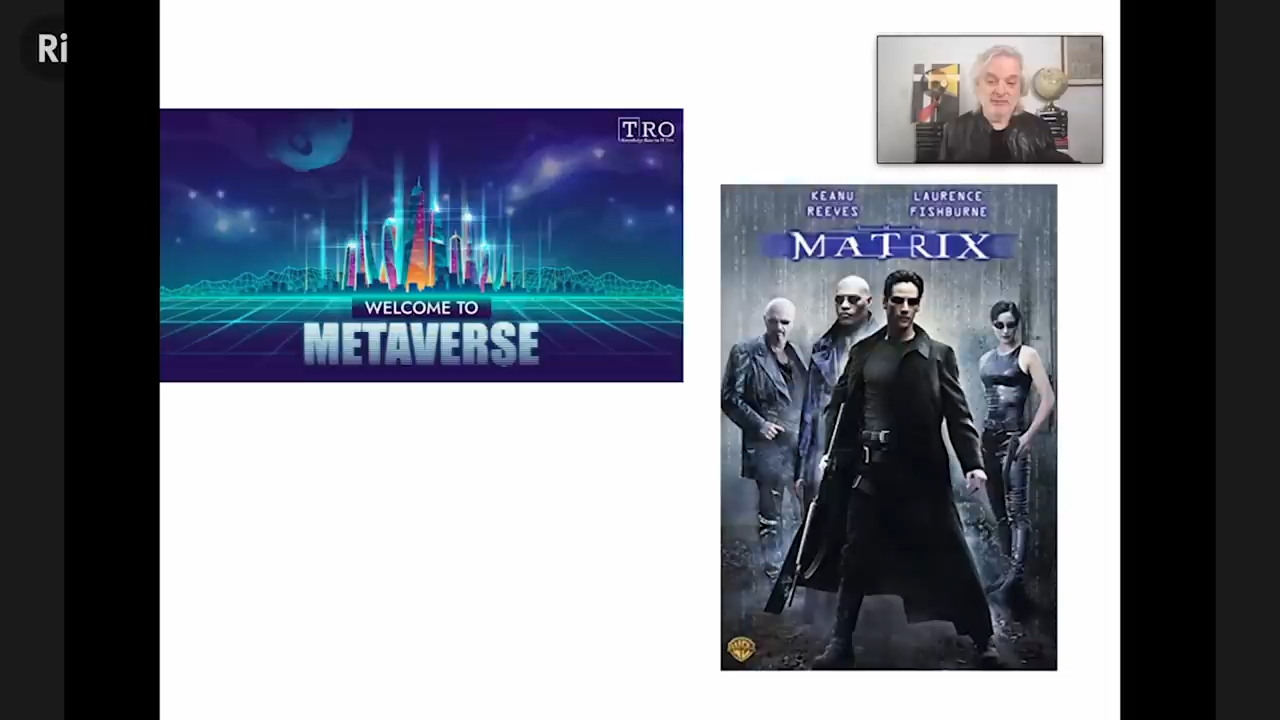 Ri
TRO
WELCOME TO
METAVERSE
KEANU REEVES
LAURENCE FISHBURNE
MATRIX